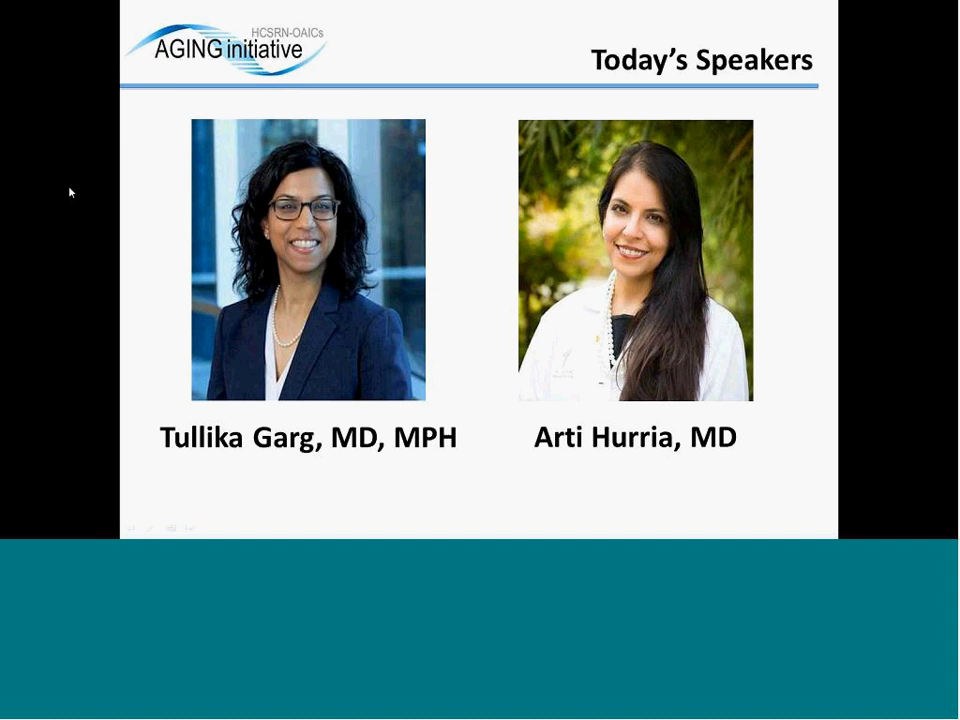 HCSRN-OAICs
AGING initiative
Today's Speakers
Tullika Garg, MD, MPH
Arti Hurria, MD